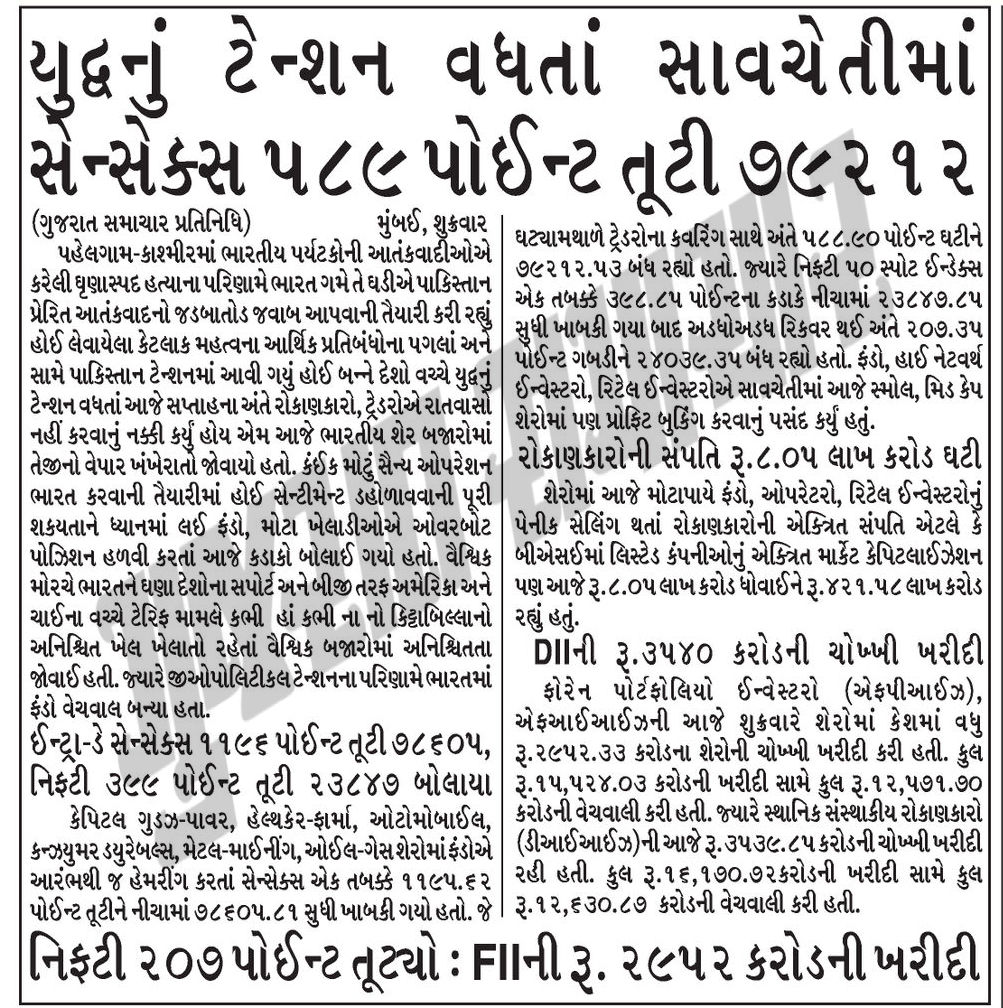 યુદ્ધનું ટેન્શન વધતાં સાવચેતીમાં
સેન્સેક્સ ૫૮૯ પોઈન્ટ તૂટી ૭૯૨૧૨
(ગુજરાત સમાચાર પ્રતિનિધિ) મુંબઈ, શુક્રવાર
પહેલગામ-કાશ્મીરમાં ભારતીય પર્યટકોની આતંકવાદીઓએ
કરેલી ઘૃણાસ્પદ હત્યાના પરિણામે ભારત ગમે તે ઘડીએ પાકિસ્તાન
પ્રેરિત આતંકવાદનો જડબાતોડ જવાબ આપવાની તૈયારી કરી રહ્યું
હોઈ લેવાયેલા કેટલાક મહત્વના આર્થિક પ્રતિબંધોના પગલાં અને
સામે પાકિસ્તાન ટેન્શનમાં આવી ગયું હોઈ બન્ને દેશો વચ્ચે યુદ્ધનું
ટેન્શન વધતાં આજે સપ્તાહના અંતે રોકાણકારો, ટ્રેડરોએ રાતવાસો
નહીં કરવાનું નક્કી કર્યું હોય એમ આજે ભારતીય શેર બજારોમાં
તેજીનો વેપાર ખંખેરાતો જોવાયો હતો. કંઈક મોટું સૈન્ય ઓપરેશન
ભારત કરવાની તૈયારીમાં હોઈ સેન્ટીમેન્ટ ડહોળાવવાની પૂરી
શકયતાને ધ્યાનમાં લઈ ફંડો, મોટા ખેલાડીઓએ ઓવરબોટ
પોઝિશન હળવી કરતાં આજે કડાકો બોલાઈ ગયો હતો. વૈશ્વિક
મોરચે ભારતને ઘણા દેશોના સપોર્ટ અને બીજી તરફ અમેરિકા અને
ચાઈના વચ્ચે ટેરિફ મામલે કભી હાં કભી ના નો કિટ્ટાબિલ્લાનો
અનિશ્ચિત ખેલ ખેલાતો રહેતાં વૈશ્વિક બજારોમાં અનિશ્ચિતતા
જોવાઈ હતી. જ્યારે જીઓપોલિટીકલ ટેન્શનના પરિણામે ભારતમાં
ફંડો વેચવાલ બન્યા હતા.
ઈન્ટ્રા-ડે સેન્સેક્સ ૧૧૯૬ પોઈન્ટ તૂટી ૭૮૬૦૫,
નિફટી ૩૯૯ પોઈન્ટ તૂટી ૨૩૮૪૭ બોલાયા
કેપિટલ ગુડઝ-પાવર, હેલ્થકેર-ફાર્મા, ઓટોમોબાઈલ,
કન્ઝયુમર ડયુરેબલ્સ, મેટલ-માઈનીંગ, ઓઈલ-ગેસ શેરોમાં ફંડોએ
આરંભથી જ હેમરીંગ કરતાં સેન્સેક્સ એક તબક્કે ૧૧૯૫.૬૨
પોઈન્ટ તૂટીને નીચામાં ૭૮૬૦૫.૮૧ સુધી ખાબકી ગયો હતો. જે
ઘટ્યામથાળે ટ્રેડરોના કવરિંગ સાથે અંતે ૫૮૮.૯૦ પોઈન્ટ ઘટીને
૭૯૨૧૨.૫૩ બંધ રહ્યો હતો. જ્યારે નિફ્ટી ૫૦ સ્પોટ ઈન્ડેક્સ
એક તબક્કે ૩૯૮.૮૫ પોઈન્ટના કડાકે નીચામાં ૨૩૮૪૭.૮૫
સુધી ખાબકી ગયા બાદ અડધોઅડધ રિકવર થઈ અંતે ૨૦૭.૩૫
પોઈન્ટ ગબડીને ૨૪૦૩૯.૩૫ બંધ રહ્યો હતો. ફંડો, હાઈ નેટવર્થ
ઈન્વેસ્ટરો, રિટેલ ઈન્વેસ્ટરોએ સાવચેતીમાં આજે સ્મોલ, મિડ કેપ
શેરોમાં પણ પ્રોફિટ બુકિંગ કરવાનું પસંદ કર્યું હતું.
રોકાણકારોની સંપતિ રૂ.૮.૦૫ લાખ કરોડ ઘટી
શેરોમાં આજે મોટાપાયે ફંડો, ઓપરેટરો, રિટેલ ઈન્વેસ્ટરોનું
પેનીક સેલિંગ થતાં રોકાણકારોની એક્ત્રિત સંપતિ એટલે કે
બીએસઈમાં લિસ્ટેડ કંપનીઓનું એક્ત્રિત માર્કેટ કેપિટલાઈઝેશન
પણ આજે રૂ.૮.૦૫ લાખ કરોડ ધોવાઈને રૂ.૪૨૧.૫૮ લાખ કરોડ
રહ્યું હતું.
DIIની રૂ.૩૫૪૦ કરોડની ચોખ્ખી ખરીદી
ફોરેન પોર્ટફોલિયો ઈન્વેસ્ટરો (એફપીઆઈઝ),
એફઆઈઆઈઝની આજે શુક્રવારે શેરોમાં કેશમાં વધુ
રૂ.૨૯૫૨.૩૩ કરોડના શેરોની ચોખ્ખી ખરીદી કરી હતી. કુલ
રૂ.૧૫,૫૨૪.૦૩ કરોડની ખરીદી સામે કુલ રૂ.૧૨,૫૭૧.૭૦
કરોડની વેચવાલી કરી હતી. જ્યારે સ્થાનિક સંસ્થાકીય રોકાણકારો
(ડીઆઈઆઈઝ)ની આજે રૂ.૩૫૩૯.૮૫ કરોડની ચોખ્ખી ખરીદી
રહી હતી. કુલ રૂ.૧૬,૧૭૦.૭૨કરોડની ખરીદી સામે કુલ
રૂ.૧૨,૬૩૦.૮૭ કરોડની વેચવાલી કરી હતી.
નિફટી ૨૦૭ પોઈન્ટ તૂટ્યો : FIIની રૂ. ૨૯૫૨ કરોડની ખરીદી
ગુજરાત સમાચાર